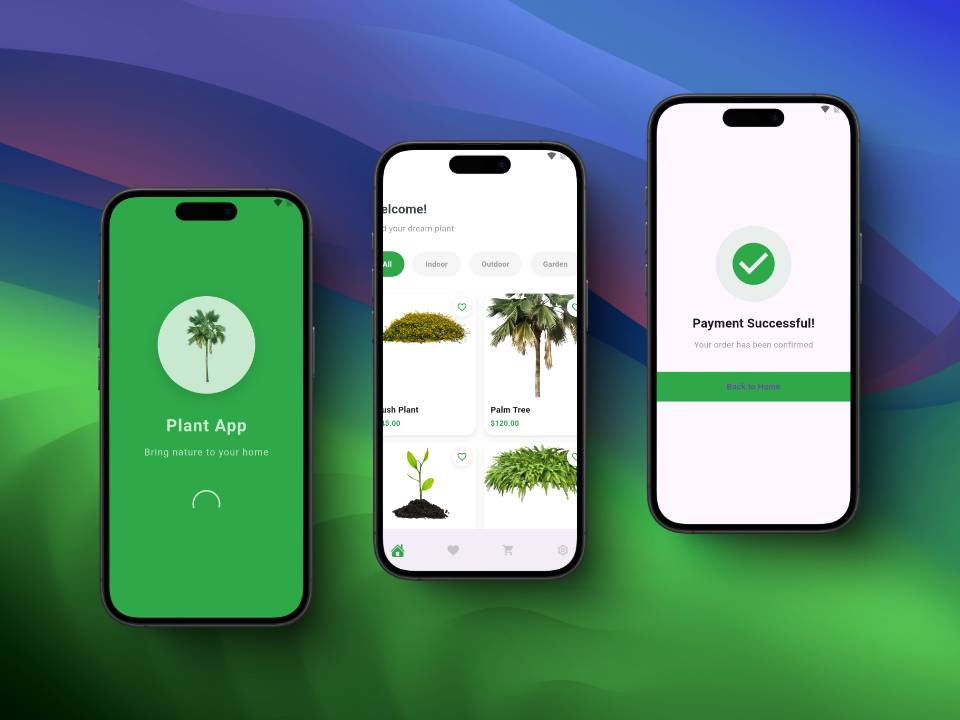 Plant App
Bring nature to your home
elcome!
d your dream plant
All
Indoor
Outdoor
Garden
ush Plant
45.00
Palm Tree
$120.00
Payment Successful!
Your order has been confirmed
Back to Home